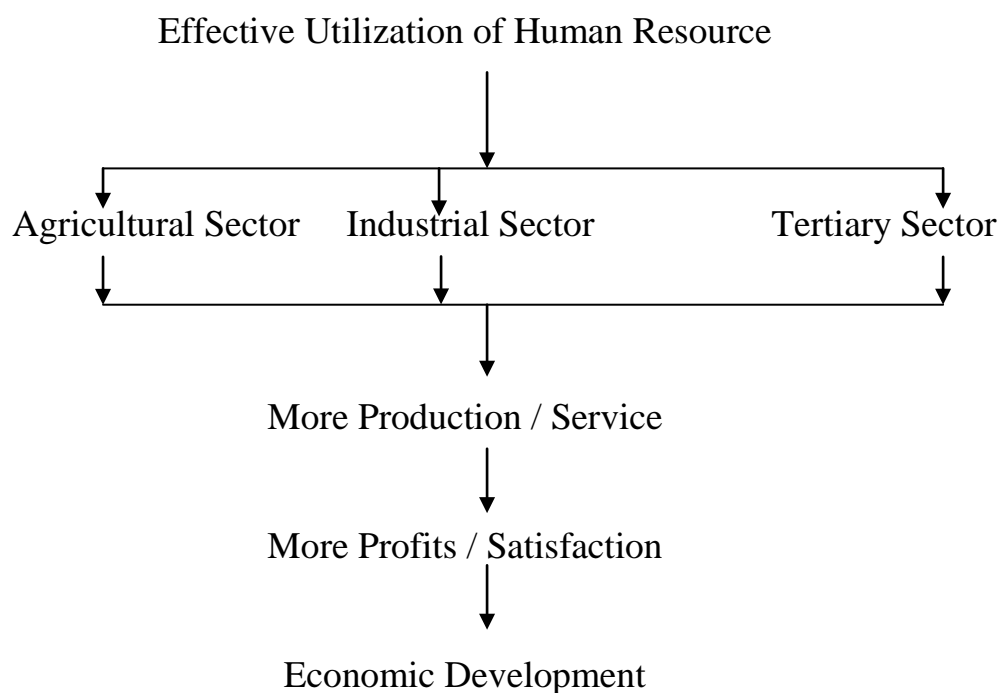 Effective Utilization of Human Resource
Agricultural Sector Industrial Sector Tertiary Sector
More Production / Service
More Profits / Satisfaction
Economic Development